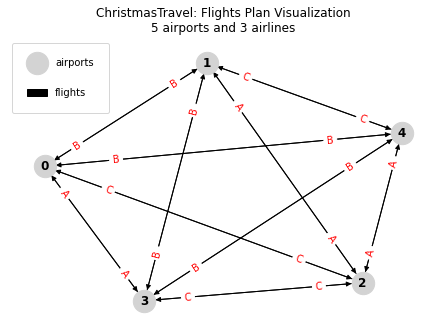 ChristmasTravel: Flights Plan Visualization
5 airports and 3 airlines
airports
flights
1
C
B
A
B
C
4
B
B
B
A
0
B
A
C
A
B
C
A
A
B
3
C
C
2